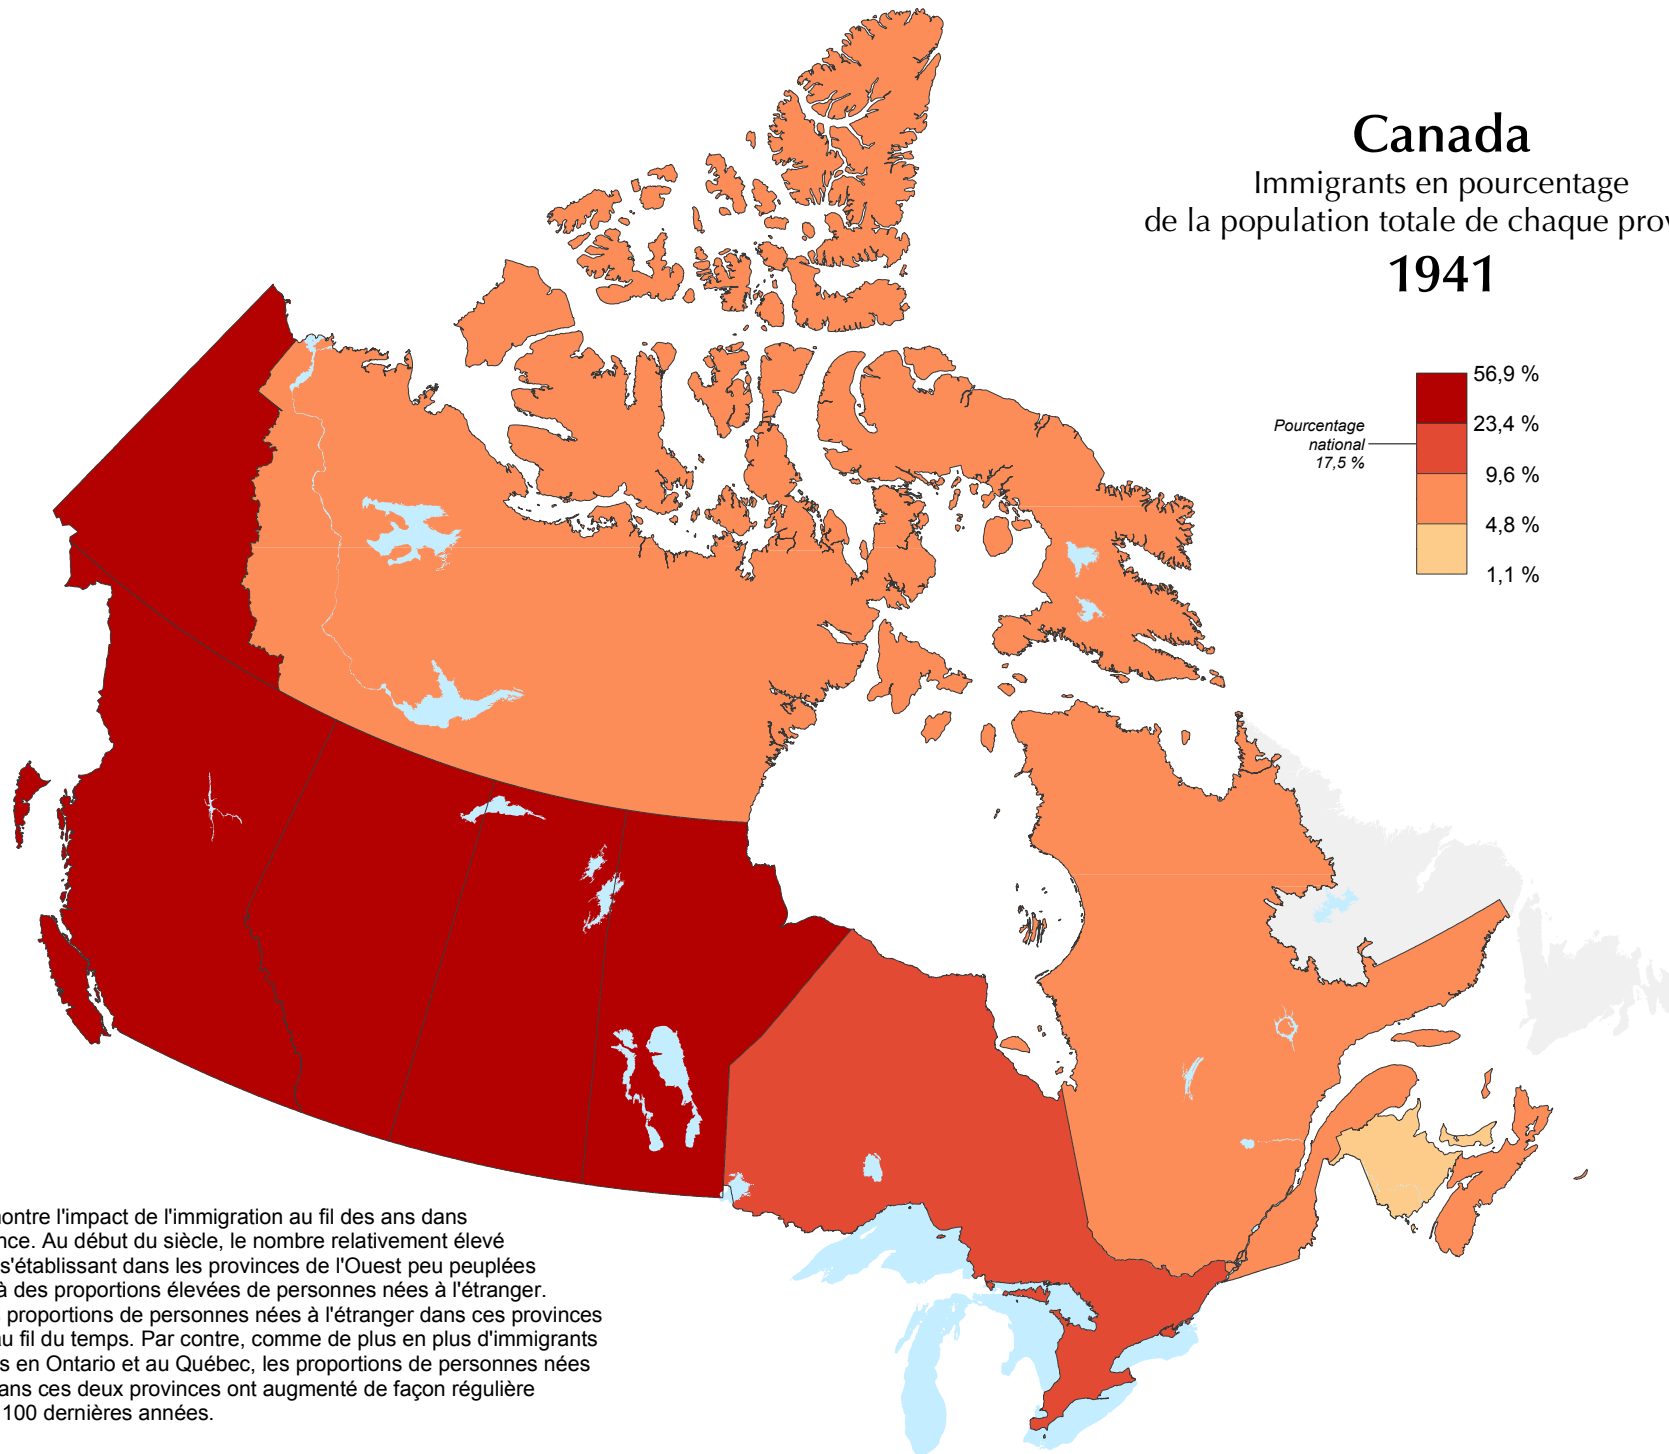 Canada
Immigrants en pourcentage
de la population totale de chaque
1941
56,9 %
23,4 %
9,6 %
4,8 %
1,1 %
Pourcentage
national
17,5 %
l'impact de l'immigration au fil des ans dans
Au début du siècle, le nombre relativement élevé
s'établissant dans les provinces de l'Ouest peu peuplées
à des proportions élevées de personnes nées à l'étranger.
proportions de personnes nées à l'étranger dans ces provinces
au fil du temps. Par contre, comme de plus en plus d'immigrants
en Ontario et au Québec, les proportions de personnes nées
dans ces deux provinces ont augmenté de façon régulière
100 dernières années.